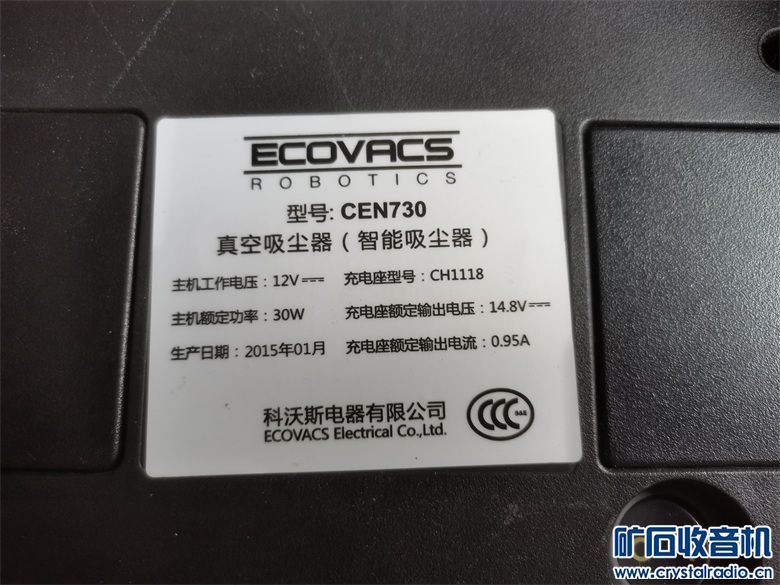 ECOVACS
ROBOTICS
型号: CEN730
真空吸尘器（智能吸尘器）
主机工作电压：12V⎓ 充电座型号：CH1118
主机额定功率：30W 充电座额定输出电压：14.8V⎓
生产日期：2015年01月 充电座额定输出电流：0.95A
科沃斯电器有限公司
ECOVACS Electrical Co.,Ltd.
CCC S&E
矿石收音机
www.crystalradio.cn